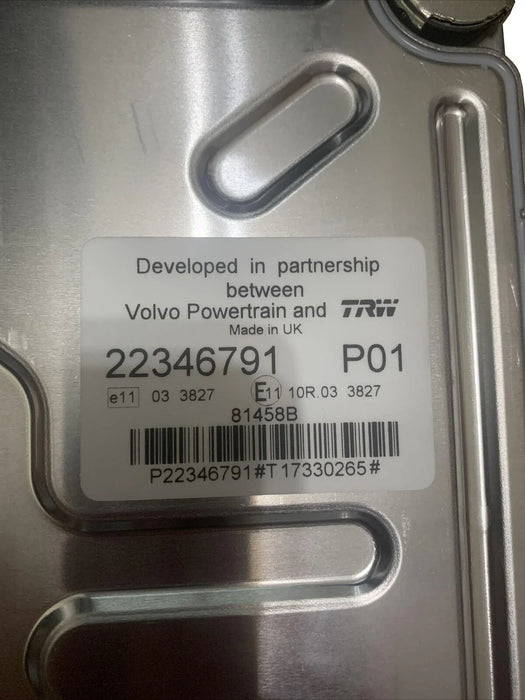 Developed in partnership
between
Volvo Powertrain and TRW
Made in UK
22346791 P01
e11 03 3827 E11 10R.03 3827
81458B
P22346791#T17330265#